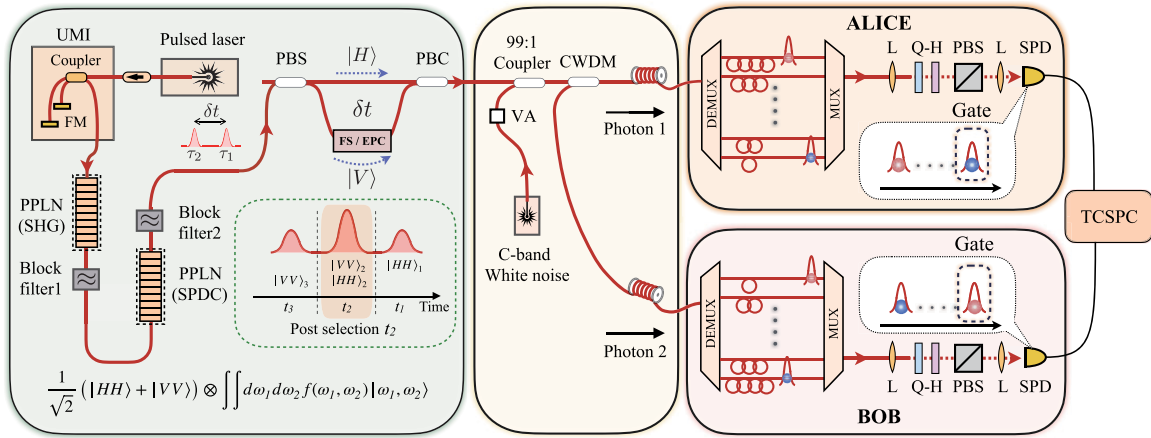 UMI
Coupler
FM
Pulsed laser
δt
τ₂ τ₁
PPLN
(SHG)
Block
filter1
Block
filter2
PPLN
(SPDC)
PBS
|H⟩
PBC
δt
FS / EPC
|V⟩
|VV⟩₃
|VV⟩₂
|HH⟩₂
|HH⟩₁
t₃ t₂ t₁ Time
Post selection t₂
1/√2 (|HH⟩ + |VV⟩) ⊗ ∫∫ dω₁dω₂ f(ω₁, ω₂)|ω₁, ω₂⟩
99:1
Coupler
CWDM
VA
C-band
White noise
Photon 1
Photon 2
ALICE
DEMUX
MUX
L Q-H PBS L SPD
Gate
TCSPC
Gate
DEMUX
MUX
L Q-H PBS L SPD
BOB